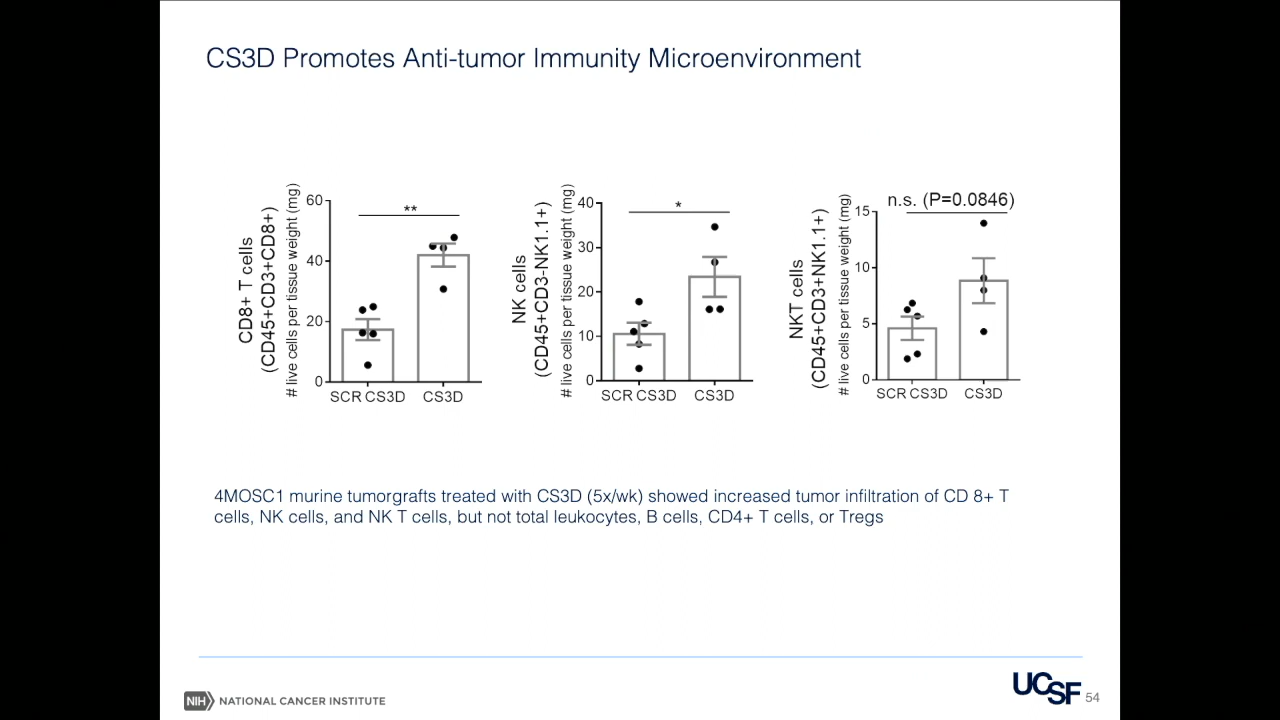 CS3D Promotes Anti-tumor Immunity Microenvironment
CD8+ T cells
(CD45+CD3+CD8+)
# live cells per tissue weight (mg)
60
40
20
0
**
SCR CS3D
CS3D
NK cells
(CD45+CD3-NK1.1+)
# live cells per tissue weight (mg)
40
30
20
10
0
*
SCR CS3D
CS3D
NKT cells
(CD45+CD3+NK1.1+)
# live cells per tissue weight (mg)
15
10
5
0
n.s. (P=0.0846)
SCR CS3D
CS3D
4MOSC1 murine tumorgrafts treated with CS3D (5x/wk) showed increased tumor infiltration of CD 8+ T
cells, NK cells, and NK T cells, but not total leukocytes, B cells, CD4+ T cells, or Tregs
NIH NATIONAL CANCER INSTITUTE
UCSF
54